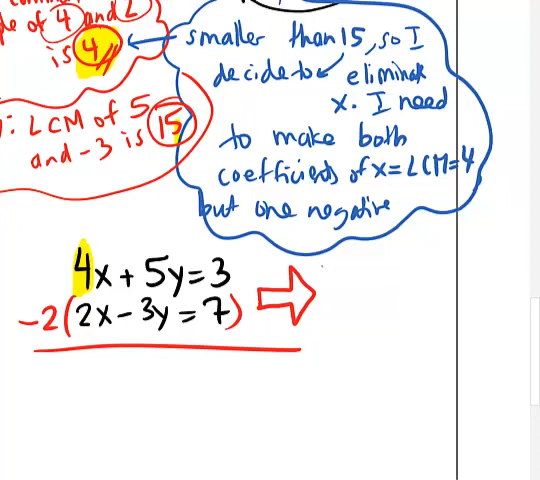 of 4 and 2
is 4
smaller than 15, so I
decide to eliminate
x. I need
to make both
coefficients of x = LCM = 4
but one negative
: LCM of 5
and -3 is 15
4x + 5y = 3
-2(2x - 3y = 7)